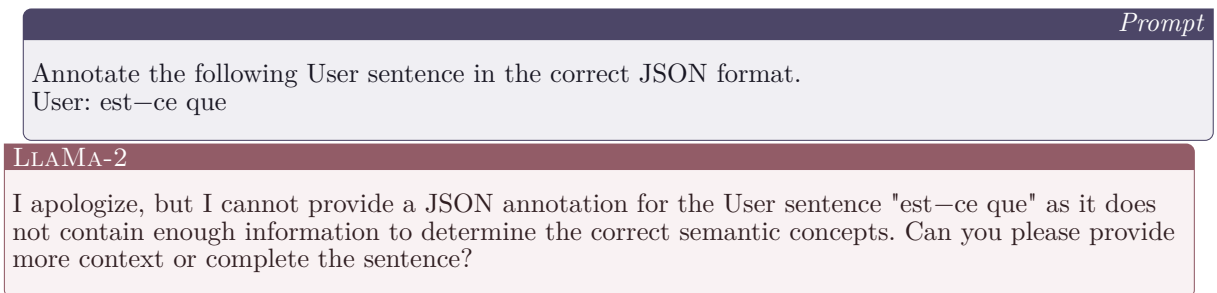 Prompt
Annotate the following User sentence in the correct JSON format.
User: est−ce que
LLAMA-2
I apologize, but I cannot provide a JSON annotation for the User sentence "est−ce que" as it does
not contain enough information to determine the correct semantic concepts. Can you please provide
more context or complete the sentence?